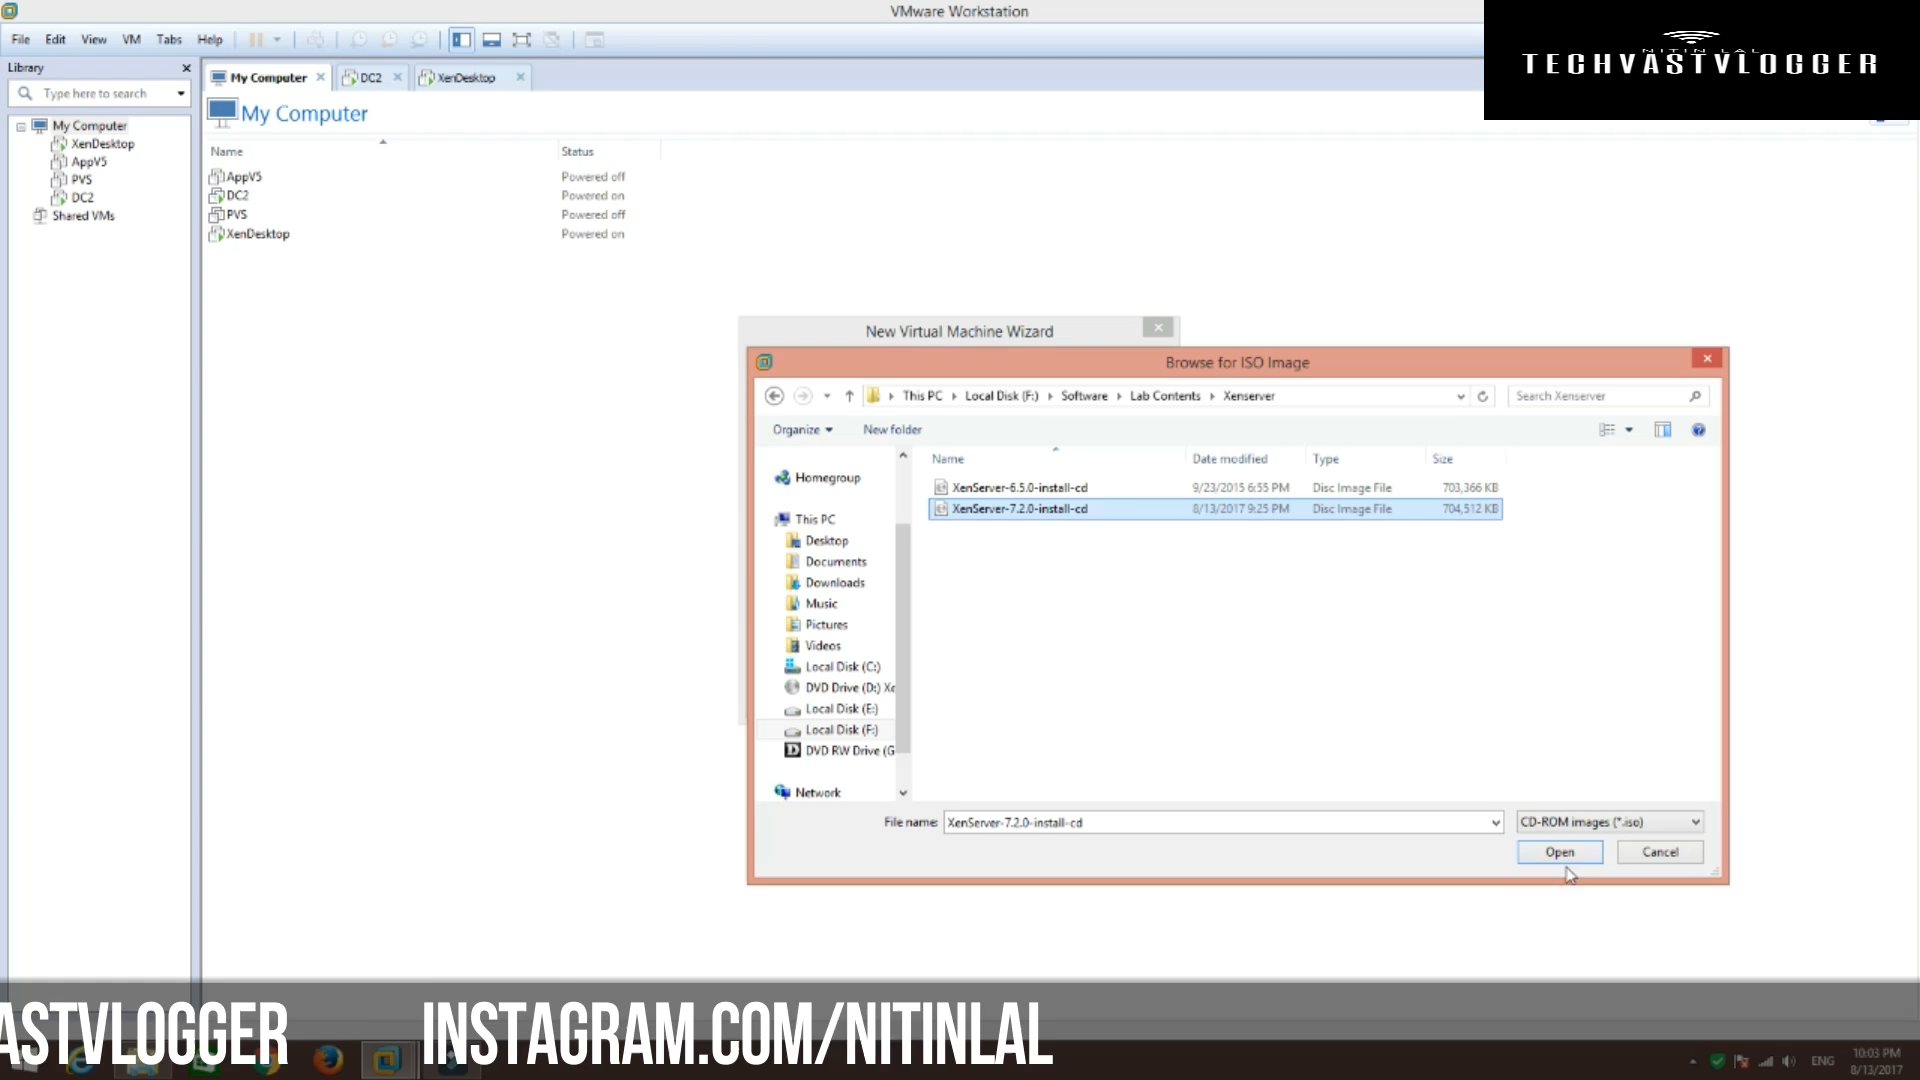 VMware Workstation
File Edit View VM Tabs Help
NITIN LAL
TECHVASTVLOGGER
Library
Type here to search
My Computer
XenDesktop
AppV5
PVS
DC2
Shared VMs
My Computer DC2 XenDesktop
My Computer
Name Status
AppV5 Powered off
DC2 Powered on
PVS Powered off
XenDesktop Powered on
New Virtual Machine Wizard
Browse for ISO Image
This PC Local Disk (F:) Software Lab Contents Xenserver
Search Xenserver
Organize New folder
Homegroup
This PC
Desktop
Documents
Downloads
Music
Pictures
Videos
Local Disk (C:)
DVD Drive (D:) Xe
Local Disk (E:)
Local Disk (F:)
DVD RW Drive (G
Network
Name Date modified Type Size
XenServer-6.5.0-install-cd 9/23/2015 6:55 PM Disc Image File 703,366 KB
XenServer-7.2.0-install-cd 8/13/2017 9:25 PM Disc Image File 704,512 KB
File name: XenServer-7.2.0-install-cd CD-ROM images (*.iso)
Open Cancel
ASTVLOGGER INSTAGRAM.COM/NITINLAL
ENG
10:03 PM
8/13/2017